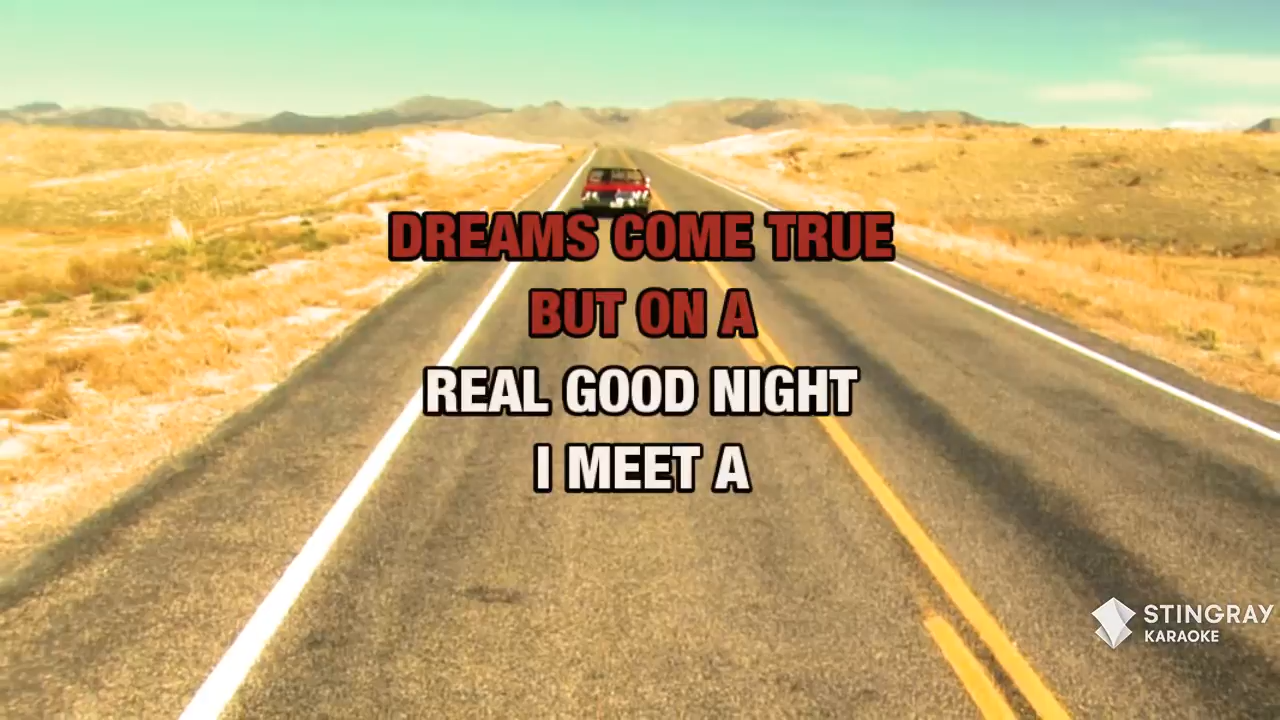 DREAMS COME TRUE
BUT ON A
REAL GOOD NIGHT
I MEET A
STINGRAY
KARAOKE